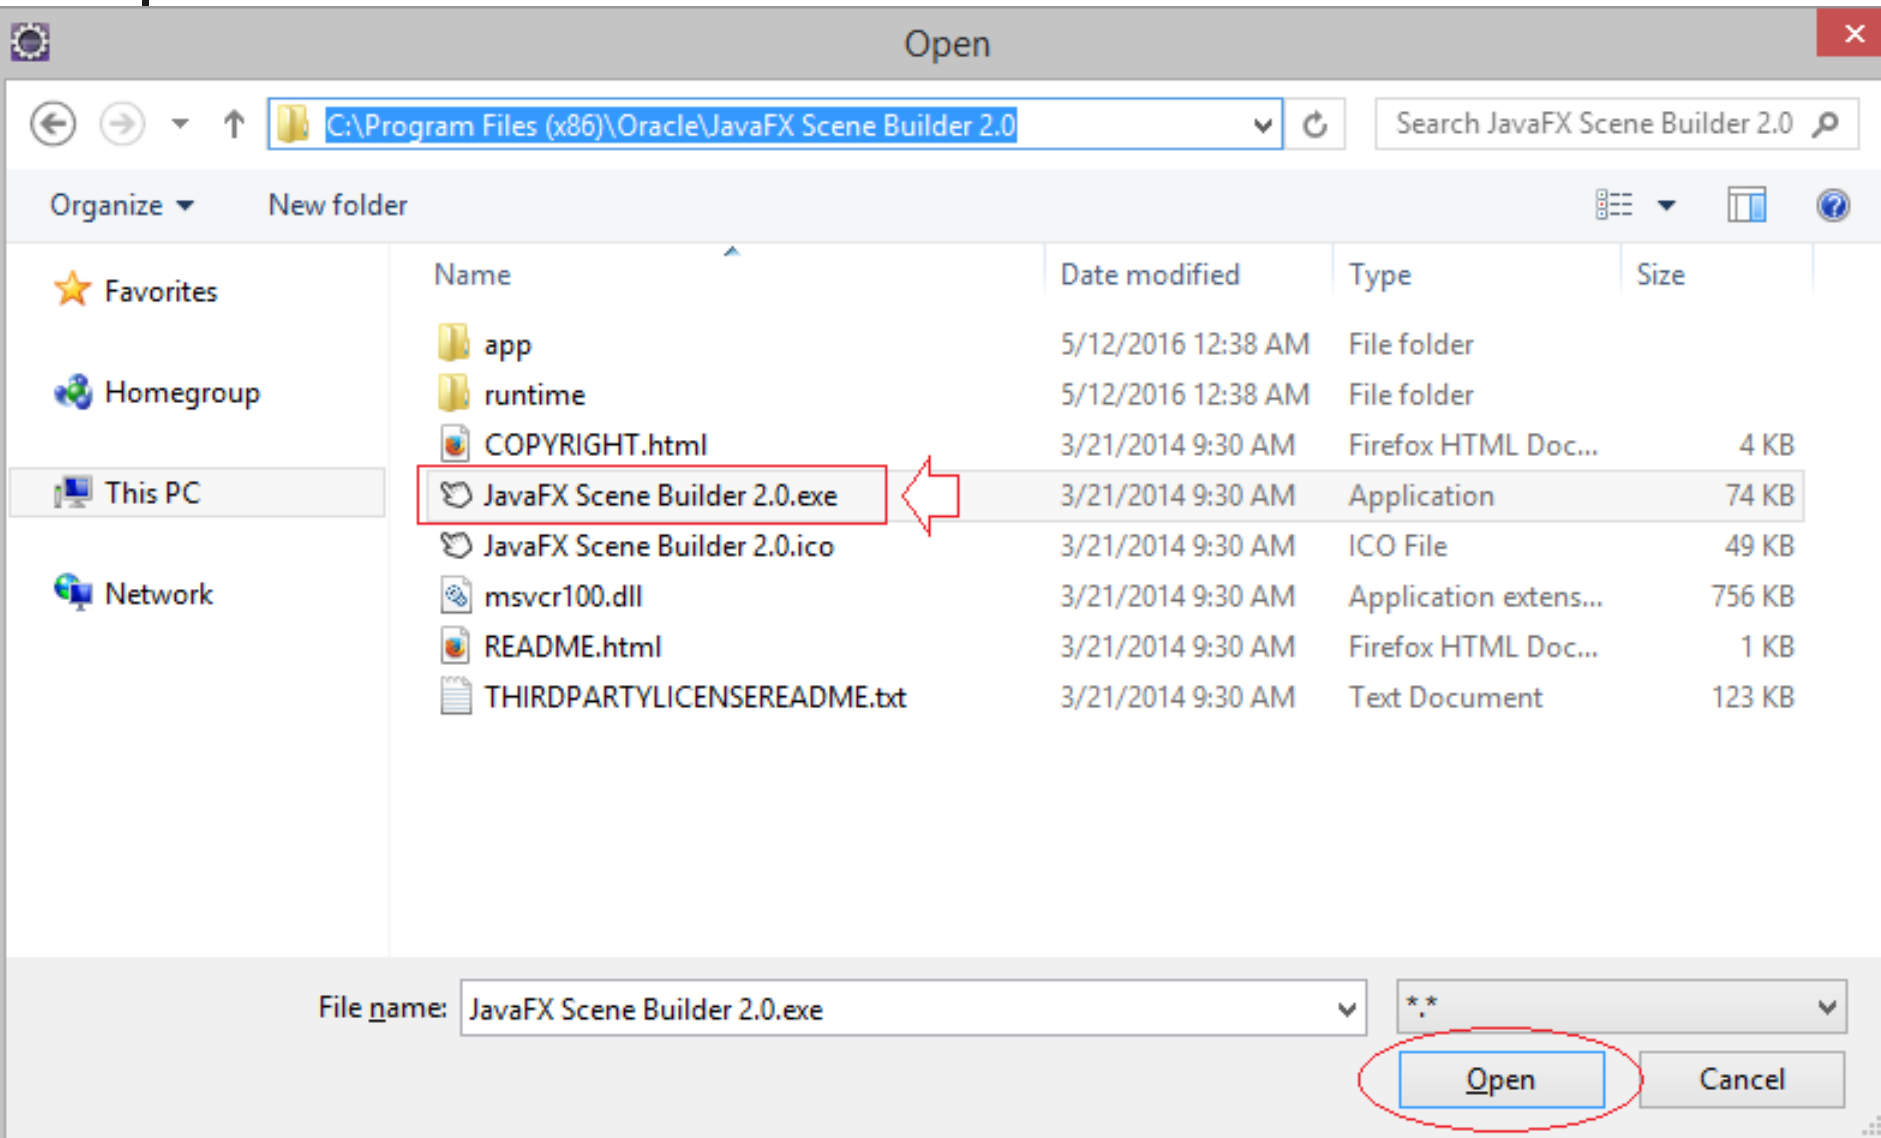 Open
C:\Program Files (x86)\Oracle\JavaFX Scene Builder 2.0
Search JavaFX Scene Builder 2.0
Organize
New folder
Favorites
Homegroup
This PC
Network
Name Date modified Type Size
app 5/12/2016 12:38 AM File folder
runtime 5/12/2016 12:38 AM File folder
COPYRIGHT.html 3/21/2014 9:30 AM Firefox HTML Doc... 4 KB
JavaFX Scene Builder 2.0.exe 3/21/2014 9:30 AM Application 74 KB
JavaFX Scene Builder 2.0.ico 3/21/2014 9:30 AM ICO File 49 KB
msvcr100.dll 3/21/2014 9:30 AM Application extens... 756 KB
README.html 3/21/2014 9:30 AM Firefox HTML Doc... 1 KB
THIRDPARTYLICENSEREADME.txt 3/21/2014 9:30 AM Text Document 123 KB
File name: JavaFX Scene Builder 2.0.exe
*.*
Open
Cancel